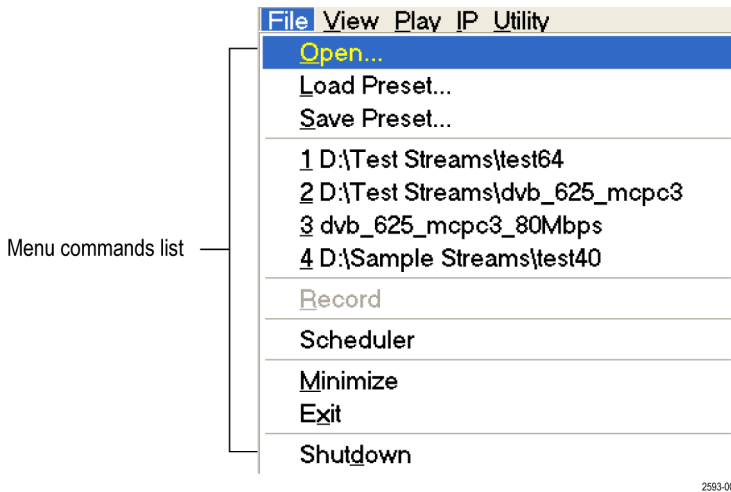 File View Play IP Utility
Open...
Load Preset...
Save Preset...
1 D:\Test Streams\test64
2 D:\Test Streams\dvb_625_mcpc3
3 dvb_625_mcpc3_80Mbps
4 D:\Sample Streams\test40
Menu commands list
Record
Scheduler
Minimize
Exit
Shutdown